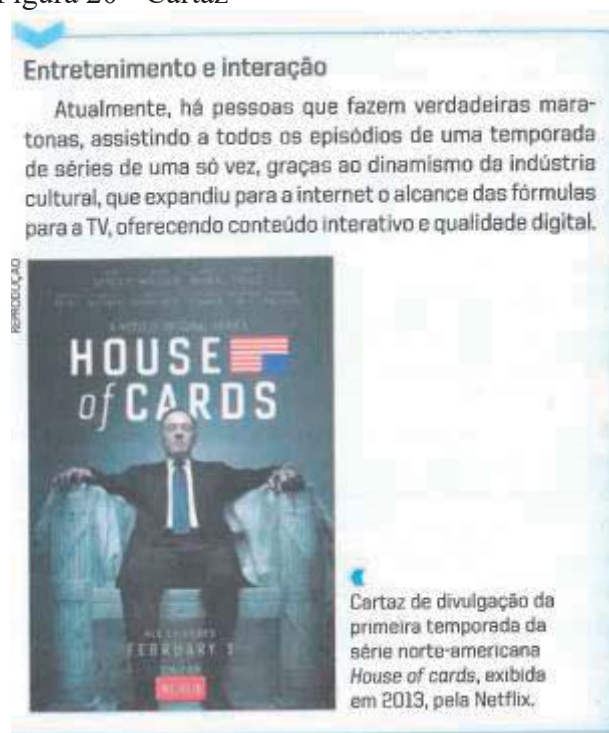 Entretenimento e interação
Atualmente, há pessoas que fazem verdadeiras mara-
tonas, assistindo a todos os episódios de uma temporada
de séries de uma só vez, graças ao dinamismo da indústria
cultural, que expandiu para a internet o alcance das fórmulas
para a TV, oferecendo conteúdo interativo e qualidade digital.
REPRODUÇÃO
HOUSE
of CARDS
FEBRUARY 1
NETFLIX
Cartaz de divulgação da
primeira temporada da
série norte-americana
House of cards, exibida
em 2013, pela Netflix.